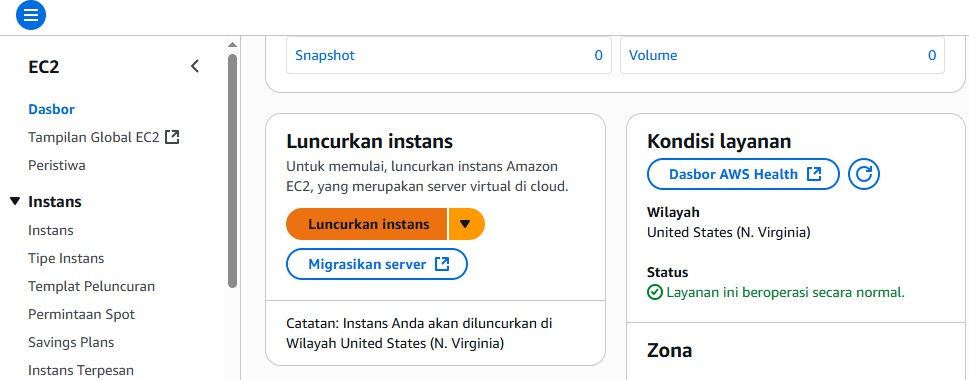 EC2
Dasbor
Tampilan Global EC2
Peristiwa
Instans
Instans
Tipe Instans
Templat Peluncuran
Permintaan Spot
Savings Plans
Instans Terpesan
Snapshot 0
Volume 0
Luncurkan instans
Untuk memulai, luncurkan instans Amazon
EC2, yang merupakan server virtual di cloud.
Luncurkan instans
Migrasikan server
Catatan: Instans Anda akan diluncurkan di
Wilayah United States (N. Virginia)
Kondisi layanan
Dasbor AWS Health
Wilayah
United States (N. Virginia)
Status
Layanan ini beroperasi secara normal.
Zona